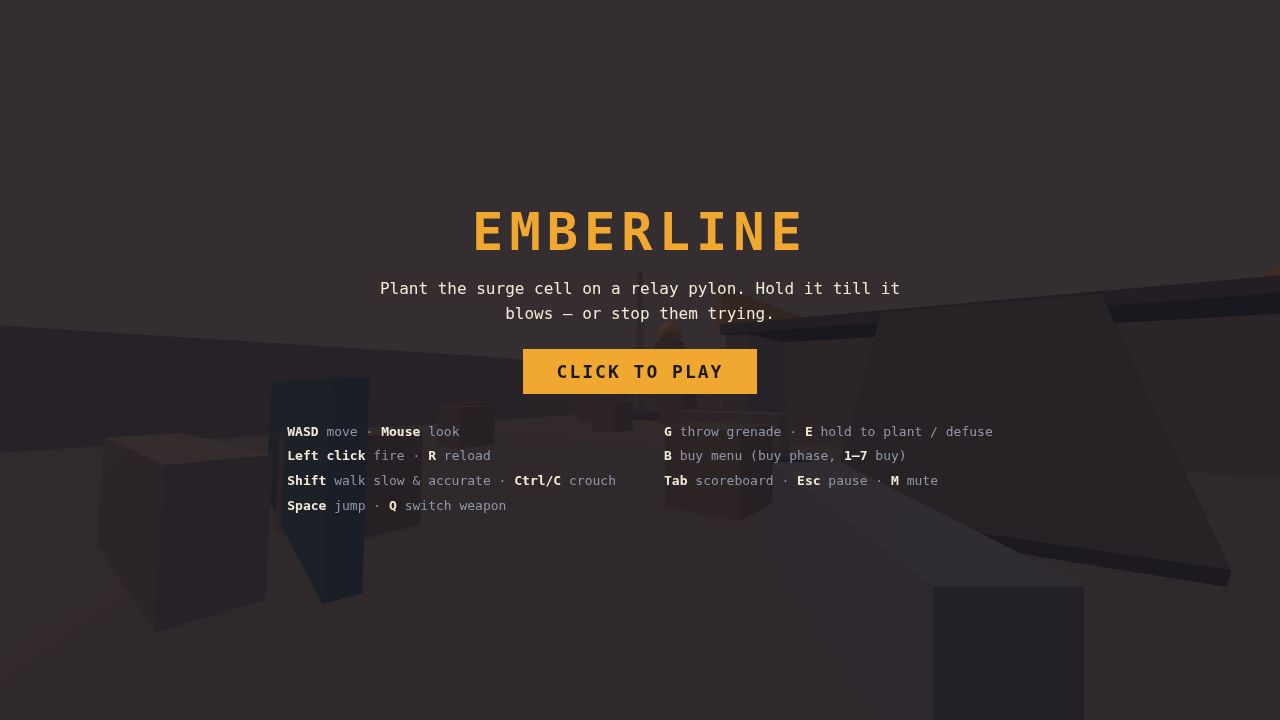 EMBERLINE
Plant the surge cell on a relay pylon. Hold it till it
blows — or stop them trying.
CLICK TO PLAY
WASD move · Mouse look
Left click fire · R reload
Shift walk slow & accurate · Ctrl/C crouch
Space jump · Q switch weapon
G throw grenade · E hold to plant / defuse
B buy menu (buy phase, 1–7 buy)
Tab scoreboard · Esc pause · M mute